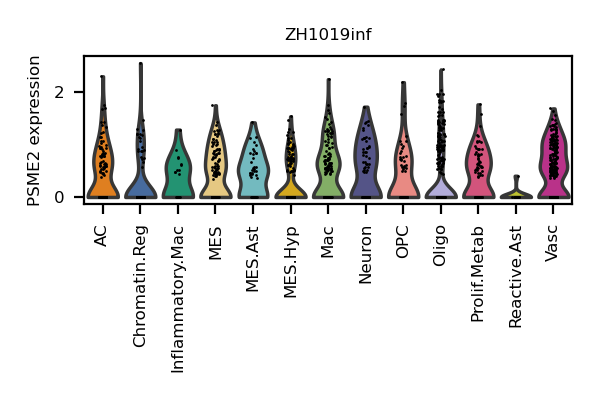 ZH1019inf
PSME2 expression
2
0
AC
Chromatin.Reg
Inflammatory.Mac
MES
MES.Ast
MES.Hyp
Mac
Neuron
OPC
Oligo
Prolif.Metab
Reactive.Ast
Vasc